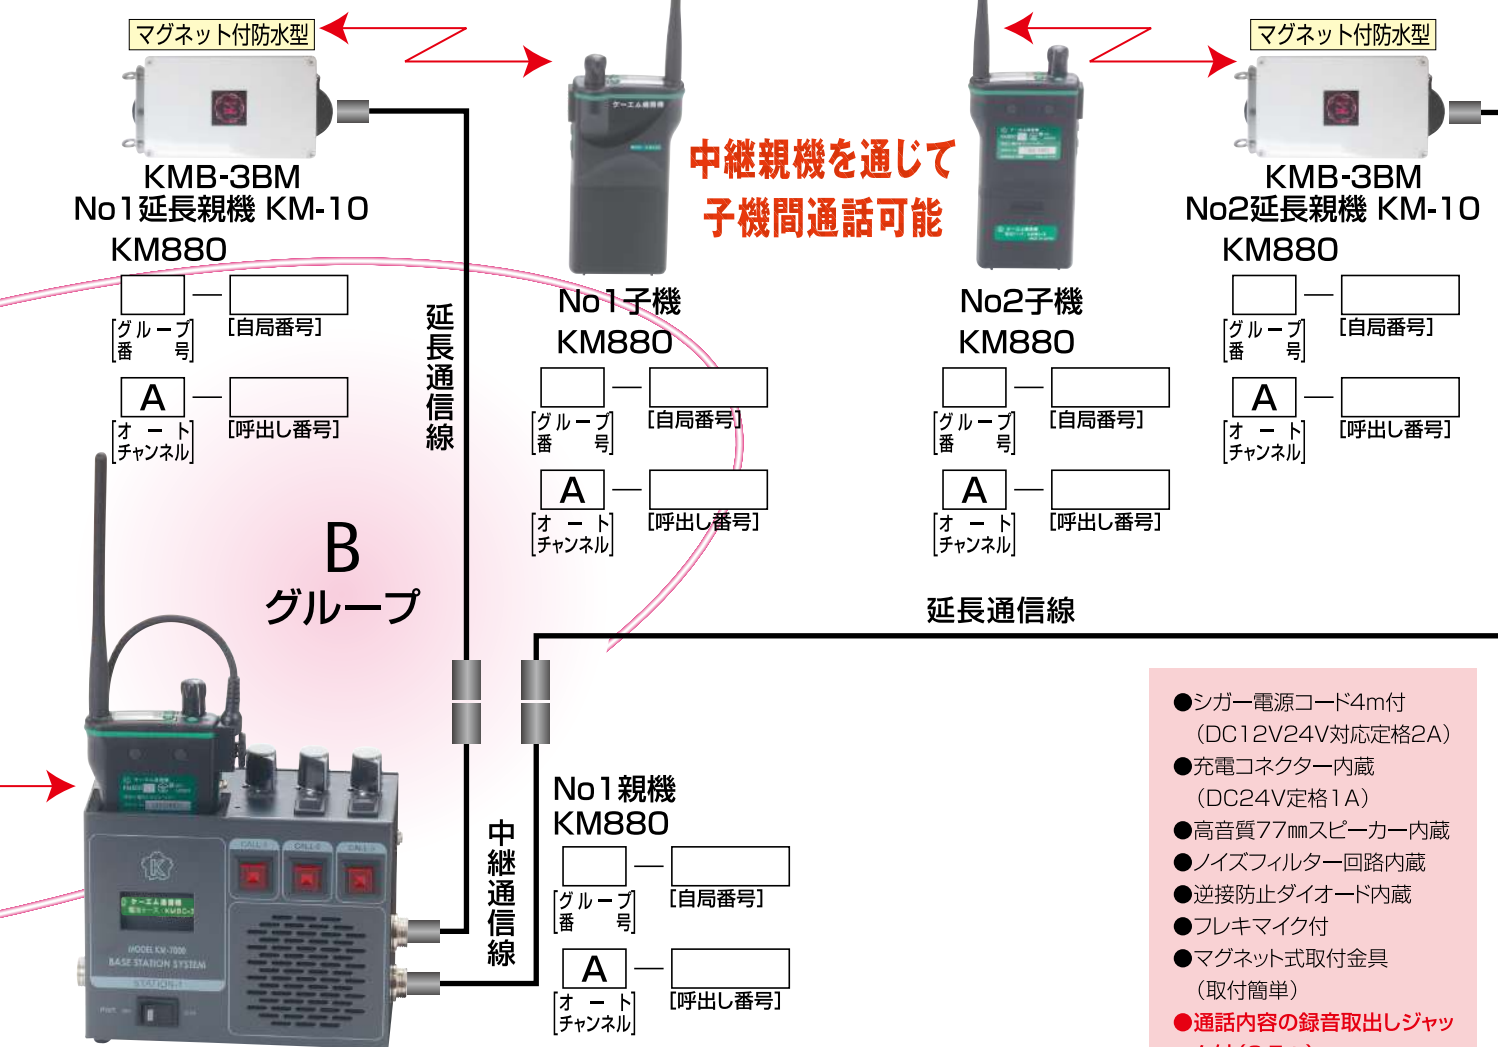 マグネット付防水型
KMB-3BM
No1延長親機 KM-10
KM880
[グループ番号]
[自局番号]
A
[オートチャンネル]
[呼出し番号]
延長通信線
ケーエム通信機
中継親機を通じて
子機間通話可能
No1子機
KM880
[グループ番号]
[自局番号]
A
[オートチャンネル]
[呼出し番号]
No2子機
KM880
[グループ番号]
[自局番号]
A
[オートチャンネル]
[呼出し番号]
マグネット付防水型
KMB-3BM
No2延長親機 KM-10
KM880
[グループ番号]
[自局番号]
A
[オートチャンネル]
[呼出し番号]
B
グループ
延長通信線
中継通信線
No1親機
KM880
[グループ番号]
[自局番号]
A
[オートチャンネル]
[呼出し番号]
K
CALL-1
CALL-2
MODEL KM-7000
BASE STATION SYSTEM
STATION-1
●シガー電源コード4m付
（DC12V24V対応定格2A）
●充電コネクター内蔵
（DC24V定格1A）
●高音質77㎜スピーカー内蔵
●ノイズフィルター回路内蔵
●逆接防止ダイオード内蔵
●フレキマイク付
●マグネット式取付金具
（取付簡単）
●通話内容の録音取出しジャッ